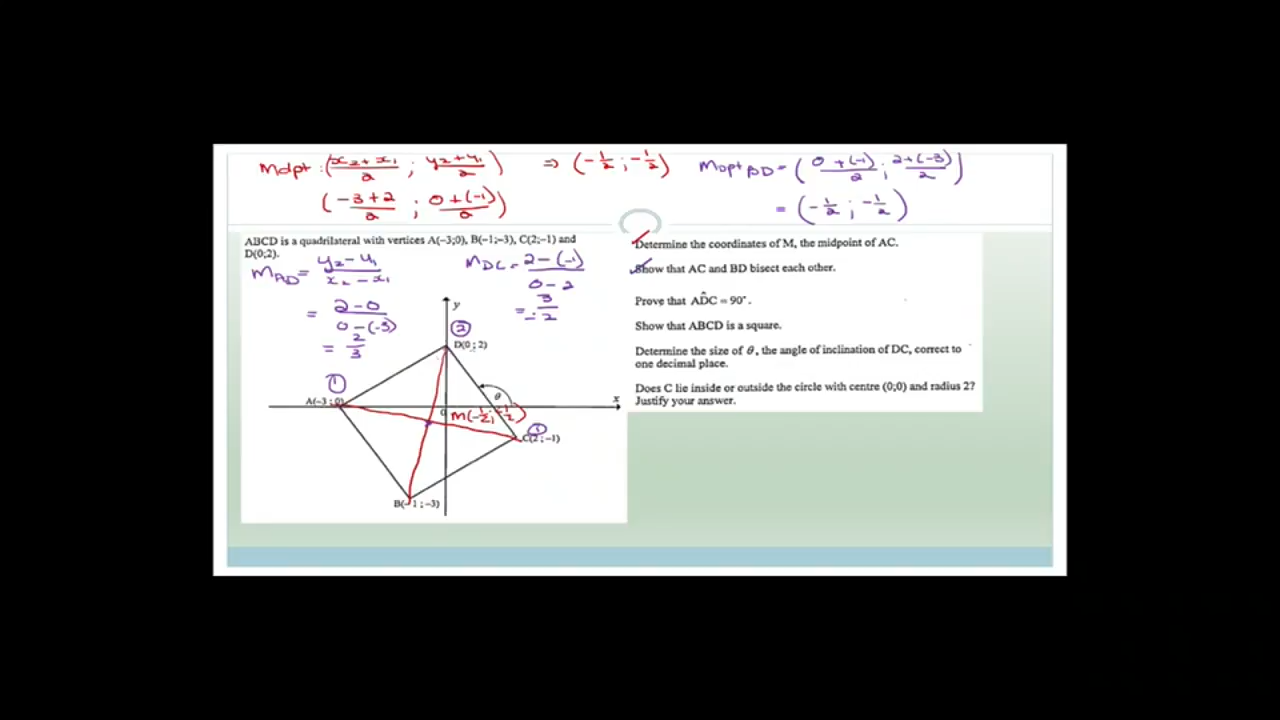 Mdpt : (x₂ + x₁ / 2 ; y₂ + y₁ / 2) ⇒ (-1/2 ; -1/2)
(-3 + 2 / 2 ; 0 + (-1) / 2)
Mdpt BD = (0 + (-1) / 2 ; 2 + (-3) / 2)
= (-1/2 ; -1/2)
ABCD is a quadrilateral with vertices A(−3;0), B(−1;−3), C(2;−1) and
D(0;2).
M_AD = y₂ - y₁ / x₂ - x₁
= 2 - 0 / 0 - (-3)
= 2/3
M_DC = 2 - (-1) / 0 - 2
= 3 / -2
y
②
D(0 ; 2)
①
A(−3 ; 0)
θ
x
0
M(-1/2 ; -1/2)
①
C(2 ; −1)
B(−1 ; −3)
Determine the coordinates of M, the midpoint of AC.
Show that AC and BD bisect each other.
Prove that AD̂C = 90°.
Show that ABCD is a square.
Determine the size of θ, the angle of inclination of DC, correct to
one decimal place.
Does C lie inside or outside the circle with centre (0;0) and radius 2?
Justify your answer.